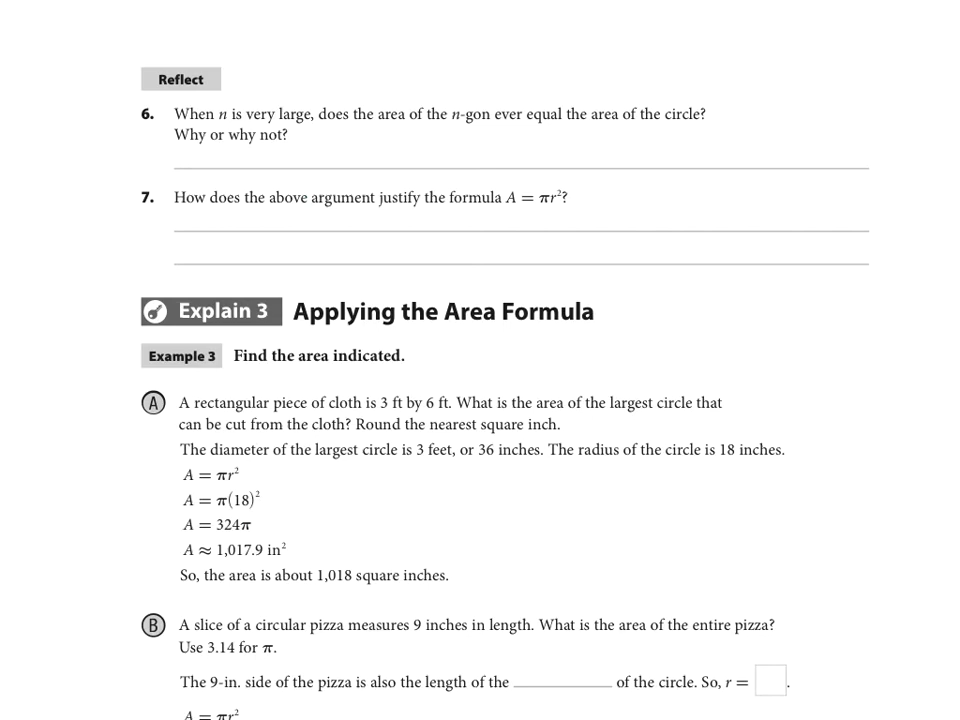 Reflect
6. When n is very large, does the area of the n-gon ever equal the area of the circle?
Why or why not?
7. How does the above argument justify the formula A = πr²?
Explain 3 Applying the Area Formula
Example 3 Find the area indicated.
A A rectangular piece of cloth is 3 ft by 6 ft. What is the area of the largest circle that
can be cut from the cloth? Round the nearest square inch.
The diameter of the largest circle is 3 feet, or 36 inches. The radius of the circle is 18 inches.
A = πr²
A = π(18)²
A = 324π
A ≈ 1,017.9 in²
So, the area is about 1,018 square inches.
B A slice of a circular pizza measures 9 inches in length. What is the area of the entire pizza?
Use 3.14 for π.
The 9-in. side of the pizza is also the length of the ____________ of the circle. So, r = .
A = πr²